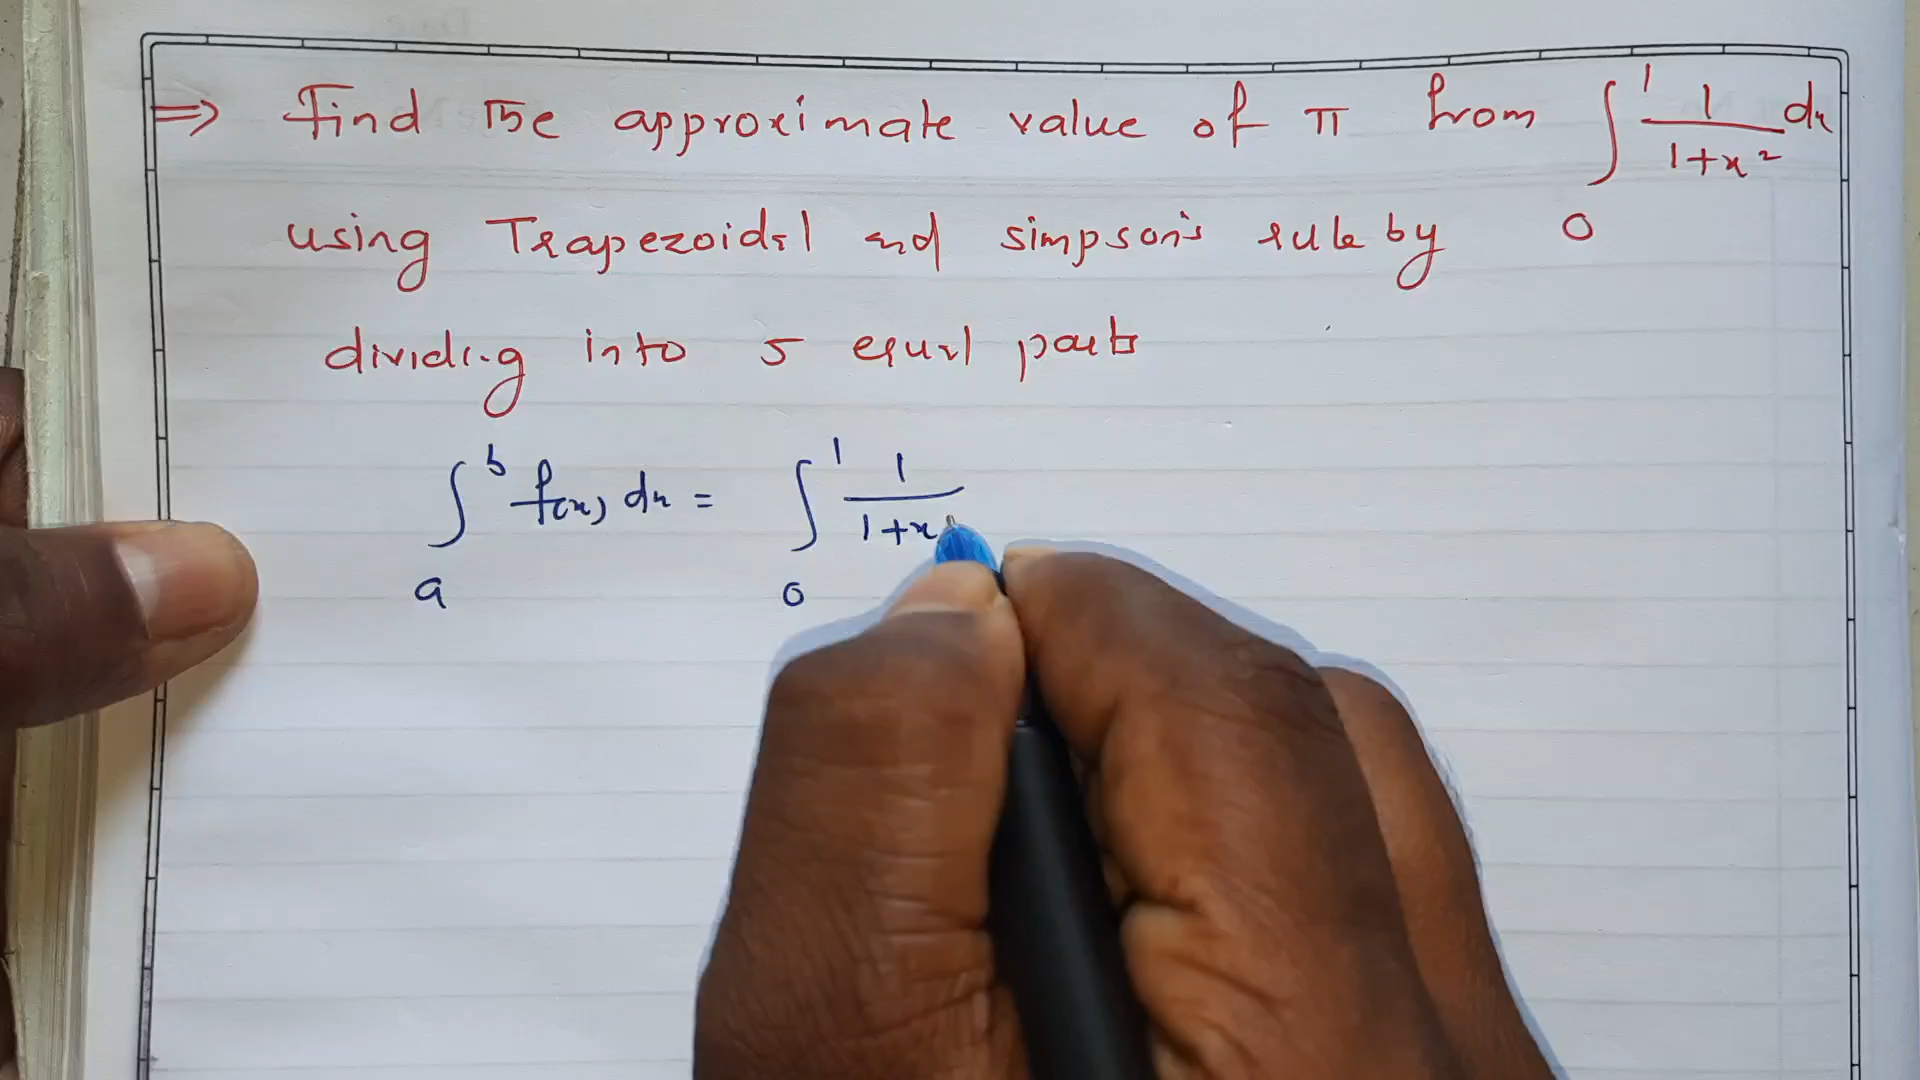 ⇒ Find The approximate value of π from ∫₀¹ 1/(1+x²) dx
using Trapezoidal and simpson's rule by
dividing into 5 equal parts
∫ₐᵇ f(x) dx = ∫₀¹ 1/(1+x